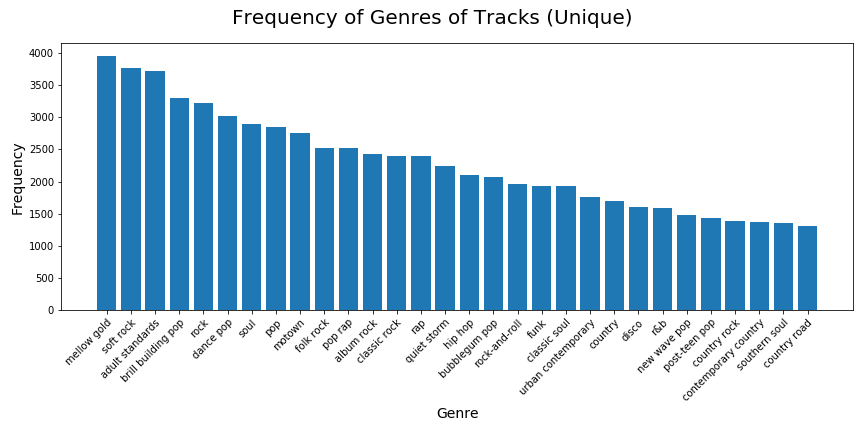 Frequency of Genres of Tracks (Unique)
Frequency
4000
3500
3000
2500
2000
1500
1000
500
0
mellow gold
soft rock
adult standards
brill building pop
rock
dance pop
soul
pop
motown
folk rock
pop rap
album rock
classic rock
rap
quiet storm
hip hop
bubblegum pop
rock-and-roll
funk
classic soul
urban contemporary
country
disco
r&b
new wave pop
post-teen pop
country rock
contemporary country
southern soul
country road
Genre